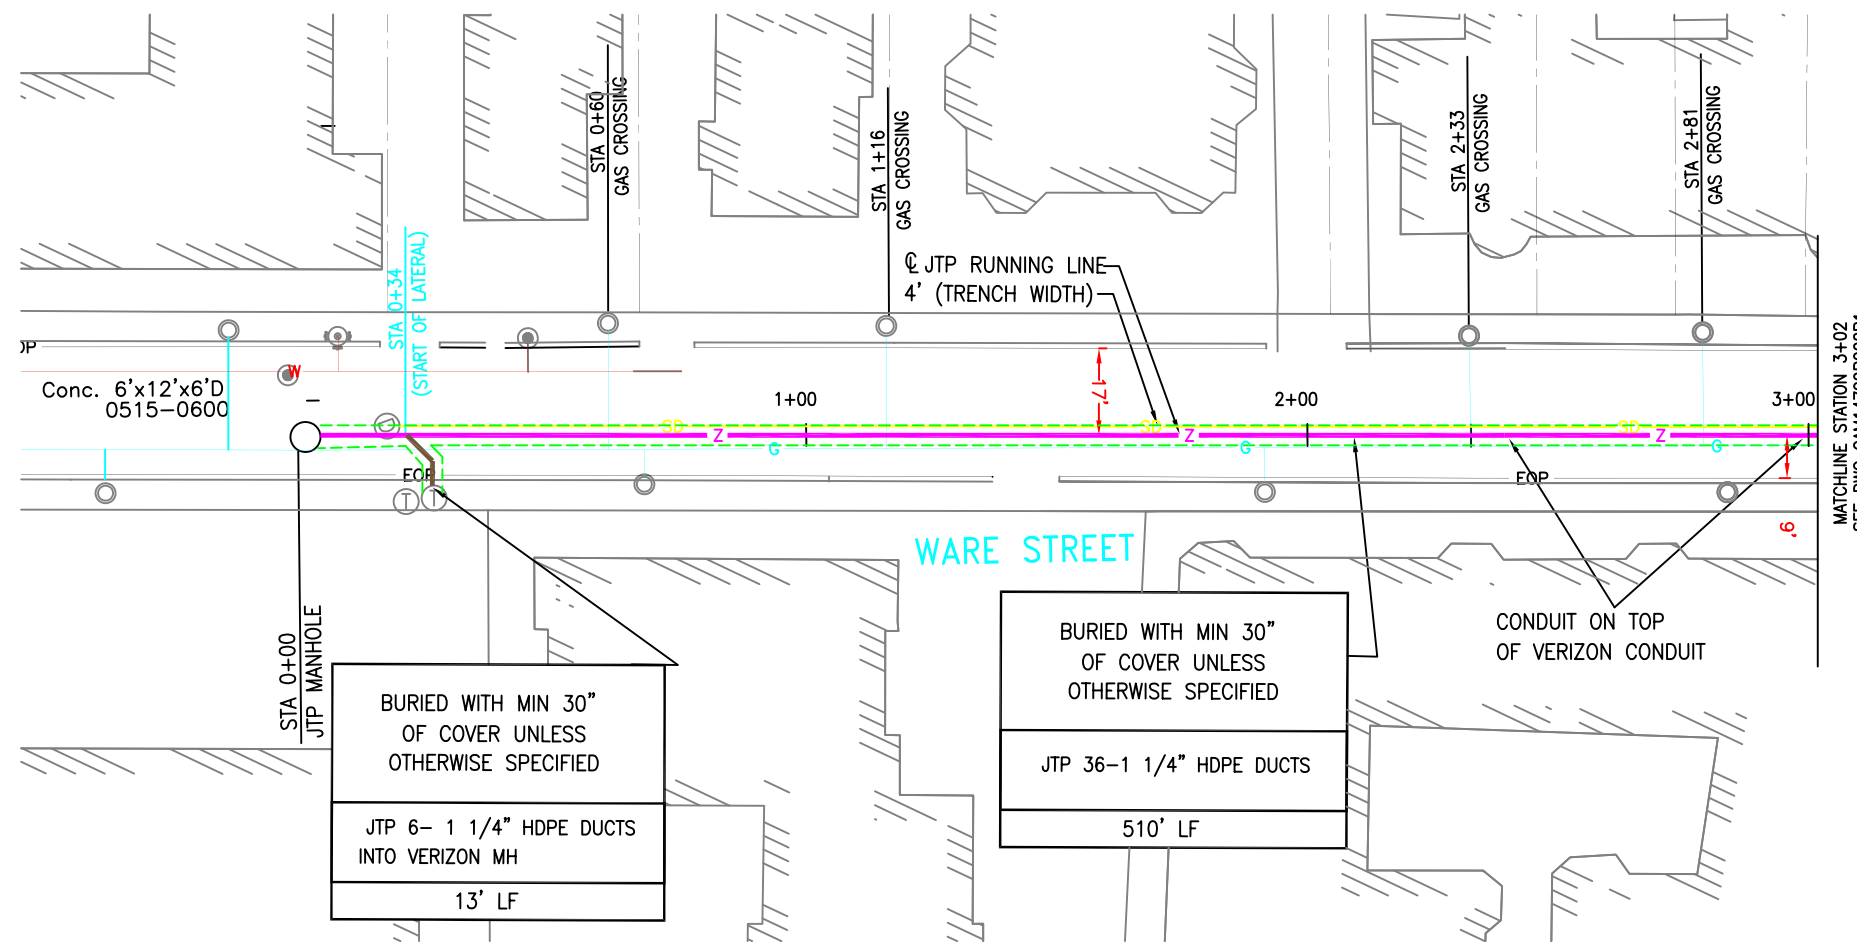 STA 0+60
GAS CROSSING
STA 1+16
GAS CROSSING
STA 2+33
GAS CROSSING
STA 2+81
GAS CROSSING
STA 0+34
(START OF LATERAL)
℄ JTP RUNNING LINE
4' (TRENCH WIDTH)
Conc. 6'x12'x6'D
0515-0600
W
17'
1+00
2+00
3+00
SD
SD
SD
Z
Z
Z
G
G
G
EOP
EOP
T
T
9'
MATCHLINE STATION 3+02
WARE STREET
STA 0+00
JTP MANHOLE
BURIED WITH MIN 30"
OF COVER UNLESS
OTHERWISE SPECIFIED
JTP 6- 1 1/4" HDPE DUCTS
INTO VERIZON MH
13' LF
BURIED WITH MIN 30"
OF COVER UNLESS
OTHERWISE SPECIFIED
JTP 36-1 1/4" HDPE DUCTS
510' LF
CONDUIT ON TOP
OF VERIZON CONDUIT